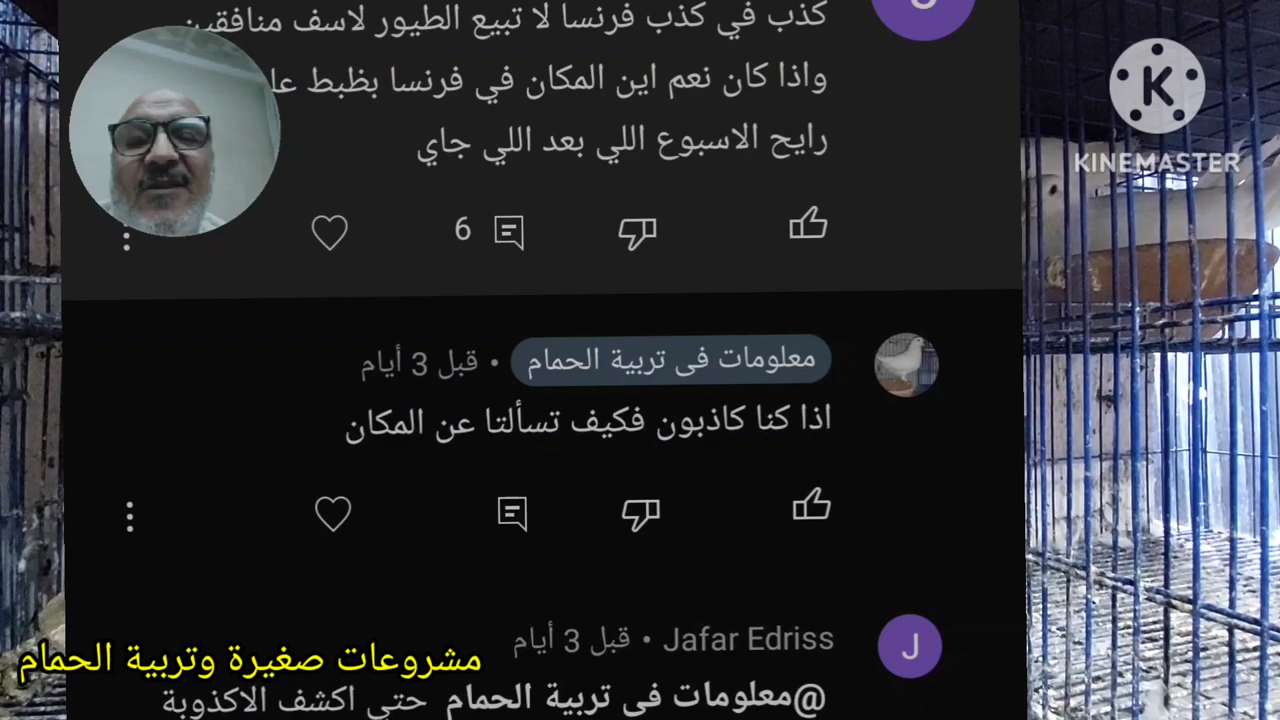 كذب في كذب فرنسا لا تبيع الطيور لاسف منافقين
واذا كان نعم اين المكان في فرنسا بظبط
رايح الاسبوع اللي بعد اللي جاي
6
معلومات فى تربية الحمام • قبل 3 أيام
اذا كنا كاذبون فكيف تسألتا عن المكان
Jafar Edriss • قبل 3 أيام
J
@معلومات فى تربية الحمام حتى اكشف الاكذوبة
مشروعات صغيرة وتربية الحمام
K
KINEMASTER